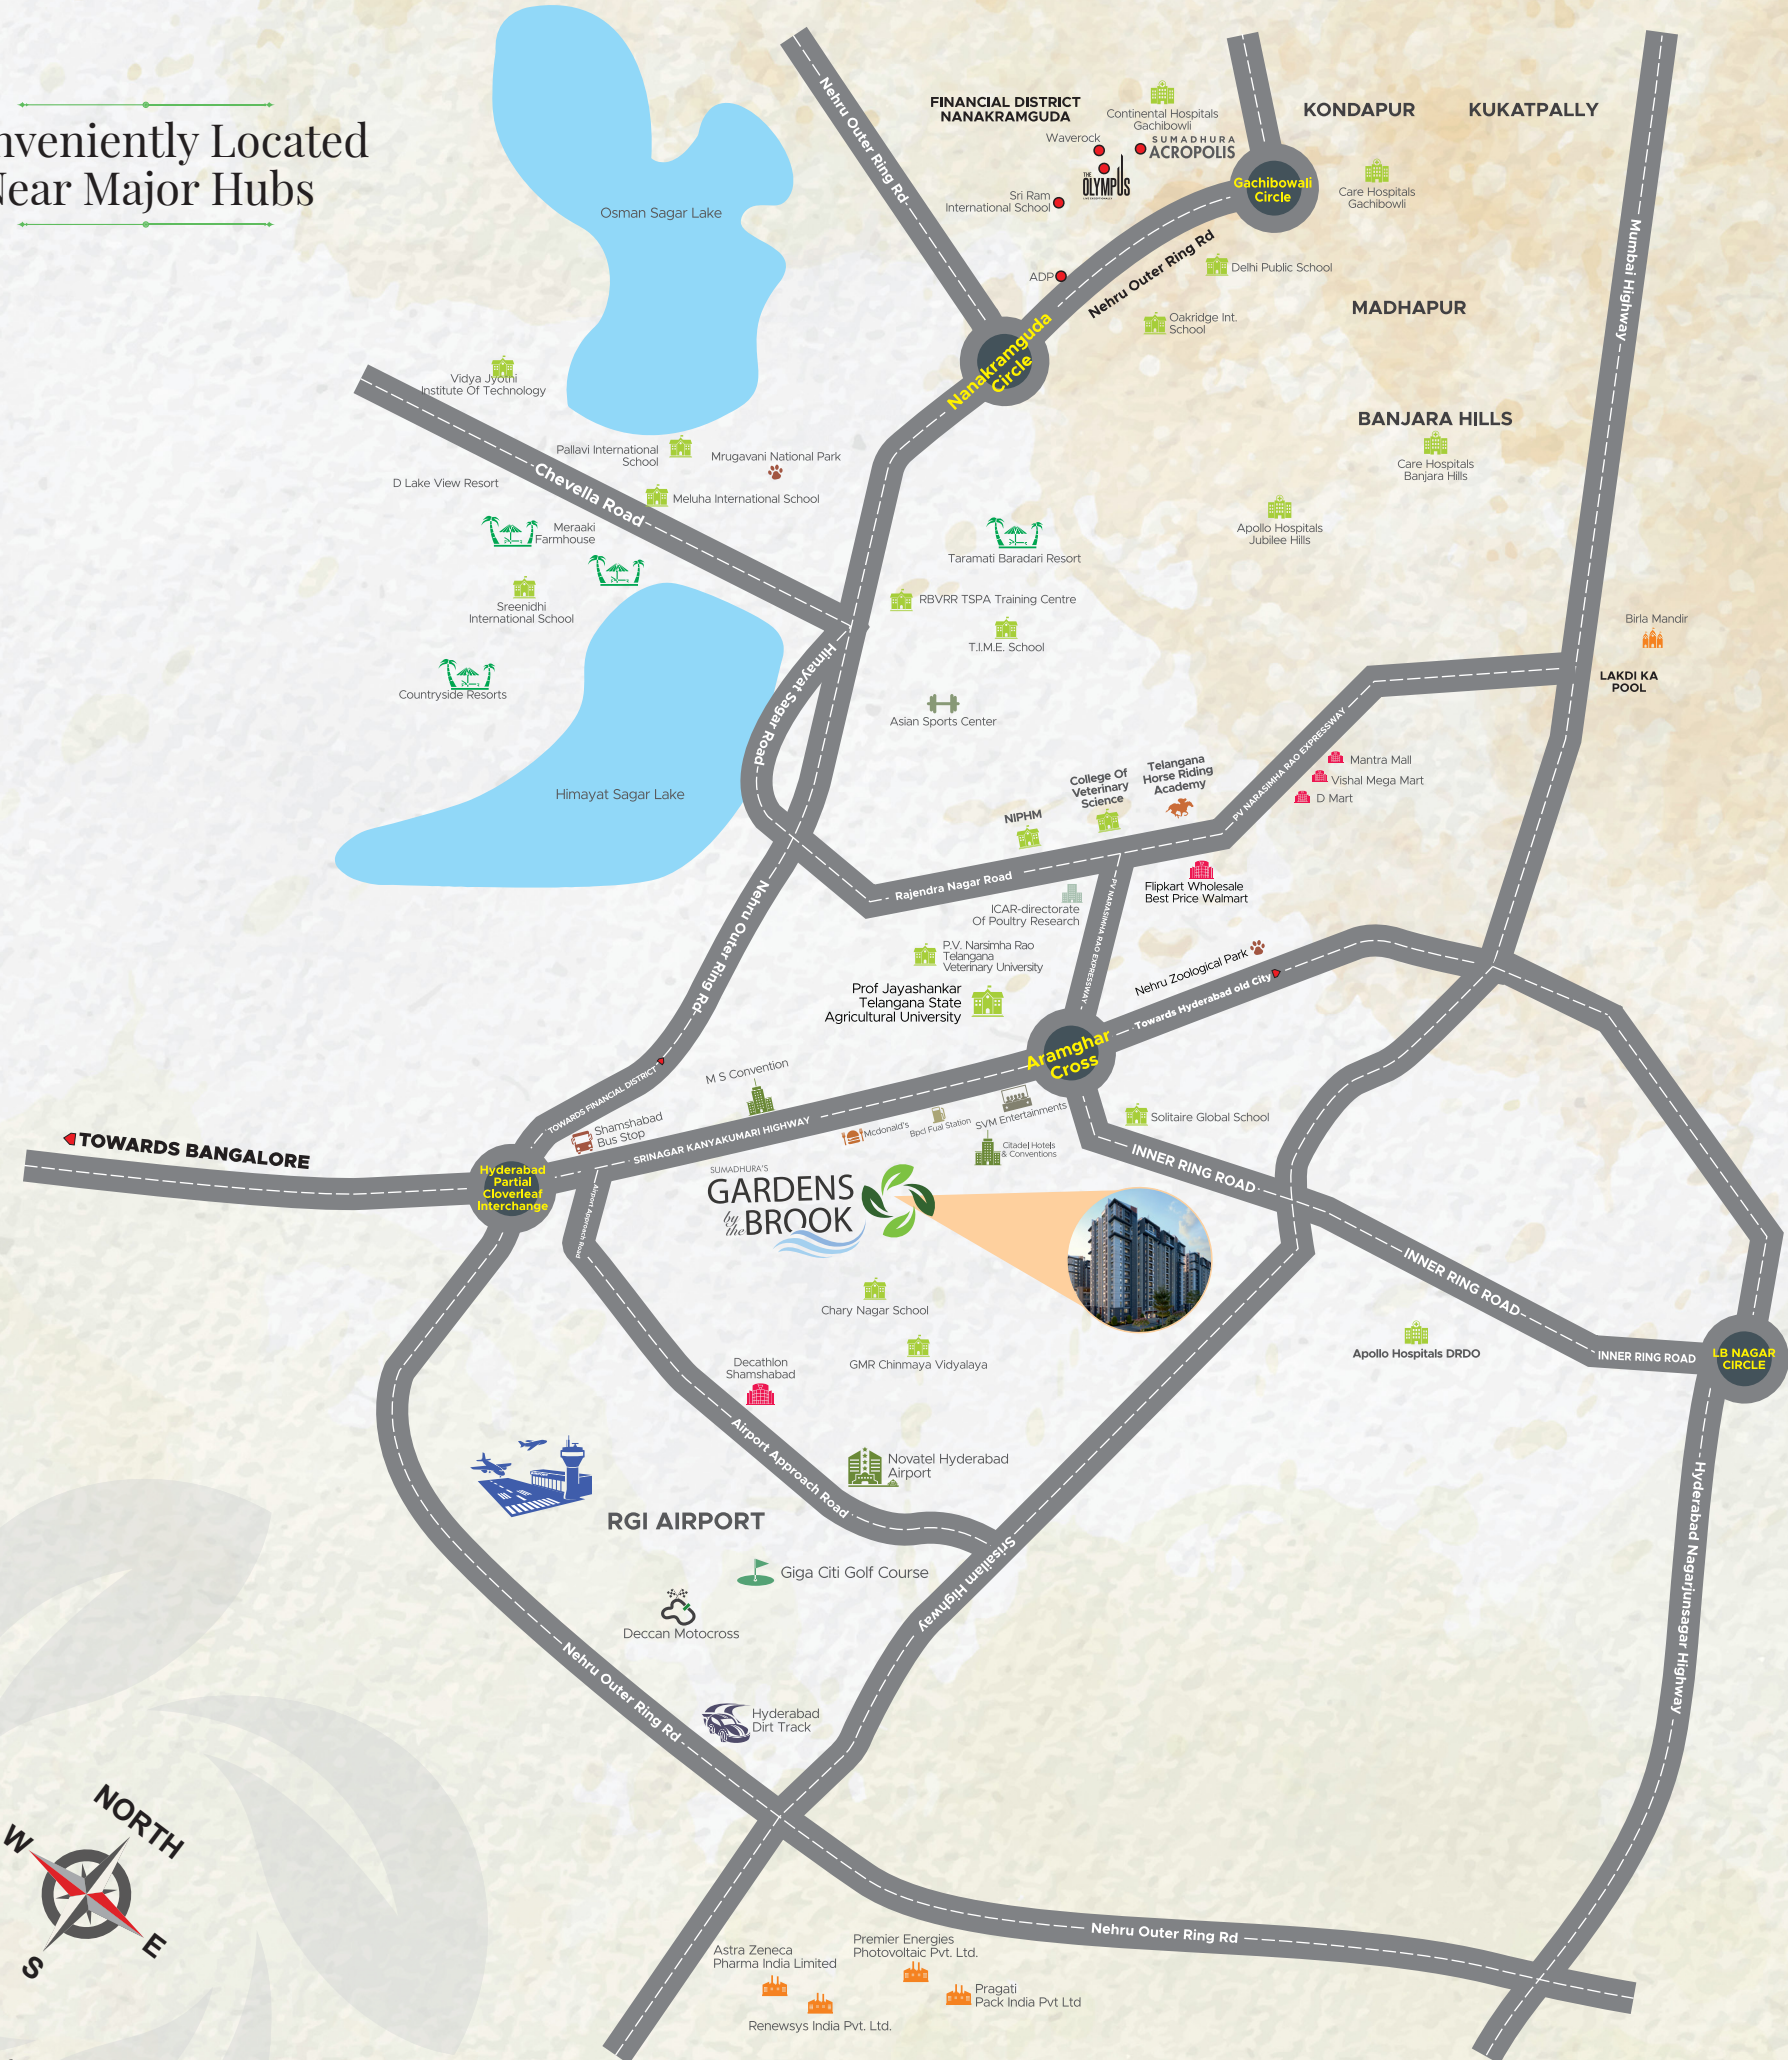 nveniently Located
Near Major Hubs
Osman Sagar Lake
Nehru Outer Ring Rd
FINANCIAL DISTRICT
NANAKRAMGUDA
Continental Hospitals
Gachibowli
Waverock
SUMADHURA
ACROPOLIS
THE
OLYMPUS
Sri Ram
International School
ADP
Gachibowali
Circle
KONDAPUR
KUKATPALLY
Care Hospitals
Gachibowli
Mumbai Highway
Nehru Outer Ring Rd
Delhi Public School
Oakridge Int.
School
MADHAPUR
Nanakramguda
Circle
BANJARA HILLS
Care Hospitals
Banjara Hills
Apollo Hospitals
Jubilee Hills
Vidya Jyothi
Institute Of Technology
Pallavi International
School
Mrugavani National Park
Chevella Road
D Lake View Resort
Meluha International School
Meraaki
Farmhouse
Sreenidhi
International School
Countryside Resorts
Taramati Baradari Resort
RBVRR TSPA Training Centre
T.I.M.E. School
Asian Sports Center
Himayat Sagar Road
Himayat Sagar Lake
Birla Mandir
LAKDI KA
POOL
PV NARASIMHA RAO EXPRESSWAY
Mantra Mall
Vishal Mega Mart
D Mart
Telangana
Horse Riding
Academy
College Of
Veterinary
Science
NIPHM
Rajendra Nagar Road
Flipkart Wholesale
Best Price Walmart
ICAR-directorate
Of Poultry Research
PV NARASIMHA RAO EXPRESSWAY
Nehru Outer Ring Rd
P.V. Narsimha Rao
Telangana
Veterinary University
Prof Jayashankar
Telangana State
Agricultural University
Nehru Zoological Park
Towards Hyderabad old City
Aramghar
Cross
TOWARDS FINANCIAL DISTRICT
M S Convention
Shamshabad
Bus Stop
SRINAGAR KANYAKUMARI HIGHWAY
Mcdonald's
Bpcl Fual Station
SVM Entertainments
Citadel Hotels
& Conventions
Solitaire Global School
TOWARDS BANGALORE
Hyderabad
Partial
Cloverleaf
Interchange
Airport Approach Road
INNER RING ROAD
SUMADHURA'S
GARDENS
by
the BROOK
INNER RING ROAD
Chary Nagar School
GMR Chinmaya Vidyalaya
Decathlon
Shamshabad
Apollo Hospitals DRDO
INNER RING ROAD
LB NAGAR
CIRCLE
Airport Approach Road
Novatel Hyderabad
Airport
RGI AIRPORT
Giga Citi Golf Course
Deccan Motocross
Srisailam Highway
Hyderabad Nagarjunsagar Highway
Nehru Outer Ring Rd
Hyderabad
Dirt Track
NORTH
W
E
S
Nehru Outer Ring Rd
Astra Zeneca
Pharma India Limited
Premier Energies
Photovoltaic Pvt. Ltd.
Pragati
Pack India Pvt Ltd
Renewsys India Pvt. Ltd.